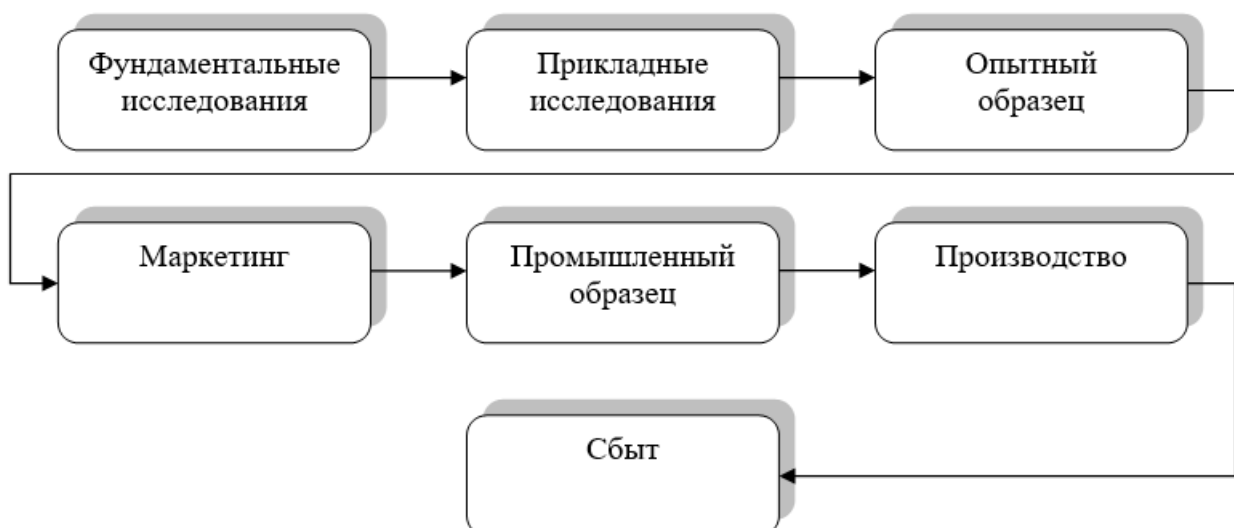 Фундаментальные
исследования
Прикладные
исследования
Опытный
образец
Маркетинг
Промышленный
образец
Производство
Сбыт